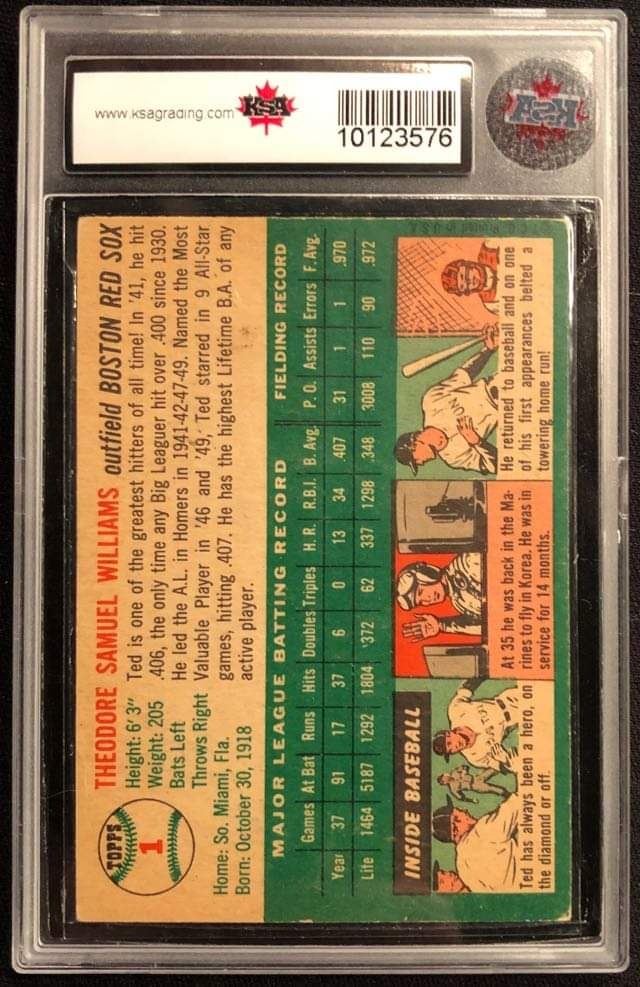 www.ksagrading.com
KSA
10123576
KSA
TOPPS
1
THEODORE SAMUEL WILLIAMS outfield BOSTON RED SOX
Height: 6' 3"
Weight: 205
Bats Left
Throws Right
Home: So. Miami, Fla.
Born: October 30, 1918
Ted is one of the greatest hitters of all time! In '41, he hit
.406, the only time any Big Leaguer hit over .400 since 1930.
He led the A.L. in Homers in 1941-42-47-49. Named the Most
Valuable Player in '46 and '49, Ted starred in 9 All-Star
games, hitting .407. He has the highest Lifetime B.A. of any
active player.
MAJOR LEAGUE BATTING RECORD FIELDING RECORD
Games At Bat Runs Hits Doubles Triples H.R. R.B.I. B. Avg. P.O. Assists Errors F. Avg.
Year 37 91 17 37 6 0 13 34 .407 31 1 1 .970
Life 1464 5187 1292 1804 372 62 337 1298 .348 3008 110 90 .972
INSIDE BASEBALL
Ted has always been a hero, on
the diamond or off.
At 35 he was back in the Ma-
rines to fly in Korea. He was in
service for 14 months.
He returned to baseball and on one
of his first appearances belted a
towering home run!